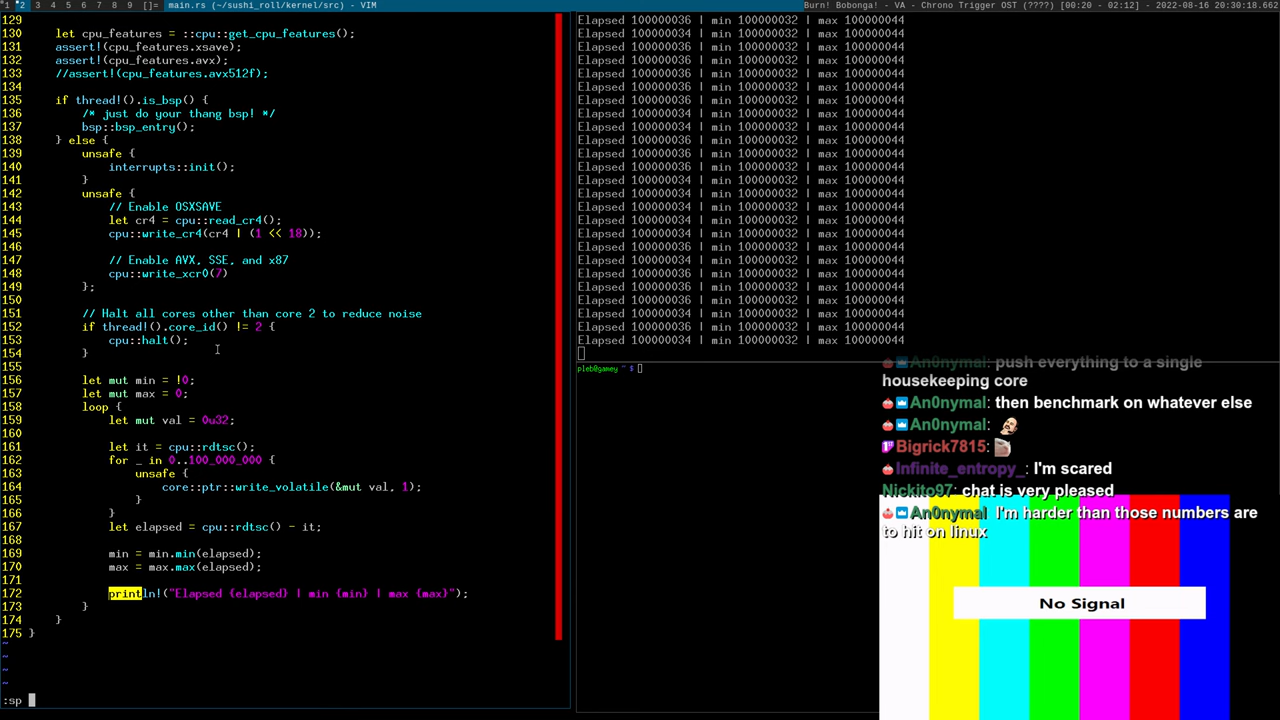 1 2 3 4 5 6 7 8 9 []= main.rs (~/sushi_roll/kernel/src) - VIM
Burn! Bobonga! - VA - Chrono Trigger OST (????) [00:20 - 02:12] - 2022-08-16 20:30:18.662
129
130     let cpu_features = ::cpu::get_cpu_features();
131     assert!(cpu_features.xsave);
132     assert!(cpu_features.avx);
133     //assert!(cpu_features.avx512f);
134
135     if thread!().is_bsp() {
136         /* just do your thang bsp! */
137         bsp::bsp_entry();
138     } else {
139         unsafe {
140             interrupts::init();
141         }
142         unsafe {
143             // Enable OSXSAVE
144             let cr4 = cpu::read_cr4();
145             cpu::write_cr4(cr4 | (1 << 18));
146
147             // Enable AVX, SSE, and x87
148             cpu::write_xcr0(7)
149         };
150
151         // Halt all cores other than core 2 to reduce noise
152         if thread!().core_id() != 2 {
153             cpu::halt();
154         }
155
156         let mut min = !0;
157         let mut max = 0;
158         loop {
159             let mut val = 0u32;
160
161             let it = cpu::rdtsc();
162             for _ in 0..100_000_000 {
163                 unsafe {
164                     core::ptr::write_volatile(&mut val, 1);
165                 }
166             }
167             let elapsed = cpu::rdtsc() - it;
168
169             min = min.min(elapsed);
170             max = max.max(elapsed);
171
172             println!("Elapsed {elapsed} | min {min} | max {max}");
173         }
174     }
175 }
~
~
~
~
:sp
Elapsed 100000036 | min 100000032 | max 100000044
Elapsed 100000034 | min 100000032 | max 100000044
Elapsed 100000034 | min 100000032 | max 100000044
Elapsed 100000036 | min 100000032 | max 100000044
Elapsed 100000036 | min 100000032 | max 100000044
Elapsed 100000034 | min 100000032 | max 100000044
Elapsed 100000036 | min 100000032 | max 100000044
Elapsed 100000034 | min 100000032 | max 100000044
Elapsed 100000034 | min 100000032 | max 100000044
Elapsed 100000036 | min 100000032 | max 100000044
Elapsed 100000036 | min 100000032 | max 100000044
Elapsed 100000034 | min 100000032 | max 100000044
Elapsed 100000036 | min 100000032 | max 100000044
Elapsed 100000034 | min 100000032 | max 100000044
Elapsed 100000034 | min 100000032 | max 100000044
Elapsed 100000034 | min 100000032 | max 100000044
Elapsed 100000036 | min 100000032 | max 100000044
Elapsed 100000036 | min 100000032 | max 100000044
Elapsed 100000034 | min 100000032 | max 100000044
Elapsed 100000036 | min 100000032 | max 100000044
Elapsed 100000034 | min 100000032 | max 100000044
Elapsed 100000034 | min 100000032 | max 100000044
Elapsed 100000034 | min 100000032 | max 100000044
Elapsed 100000036 | min 100000032 | max 100000044
Elapsed 100000034 | min 100000032 | max 100000044
pleb@gamey ~ $
An0nymal: push everything to a single
housekeeping core
An0nymal: then benchmark on whatever else
An0nymal:
Bigrick7815:
Infinite_entropy_: I'm scared
Nickito97: chat is very pleased
An0nymal: I'm harder than those numbers are
to hit on linux
No Signal